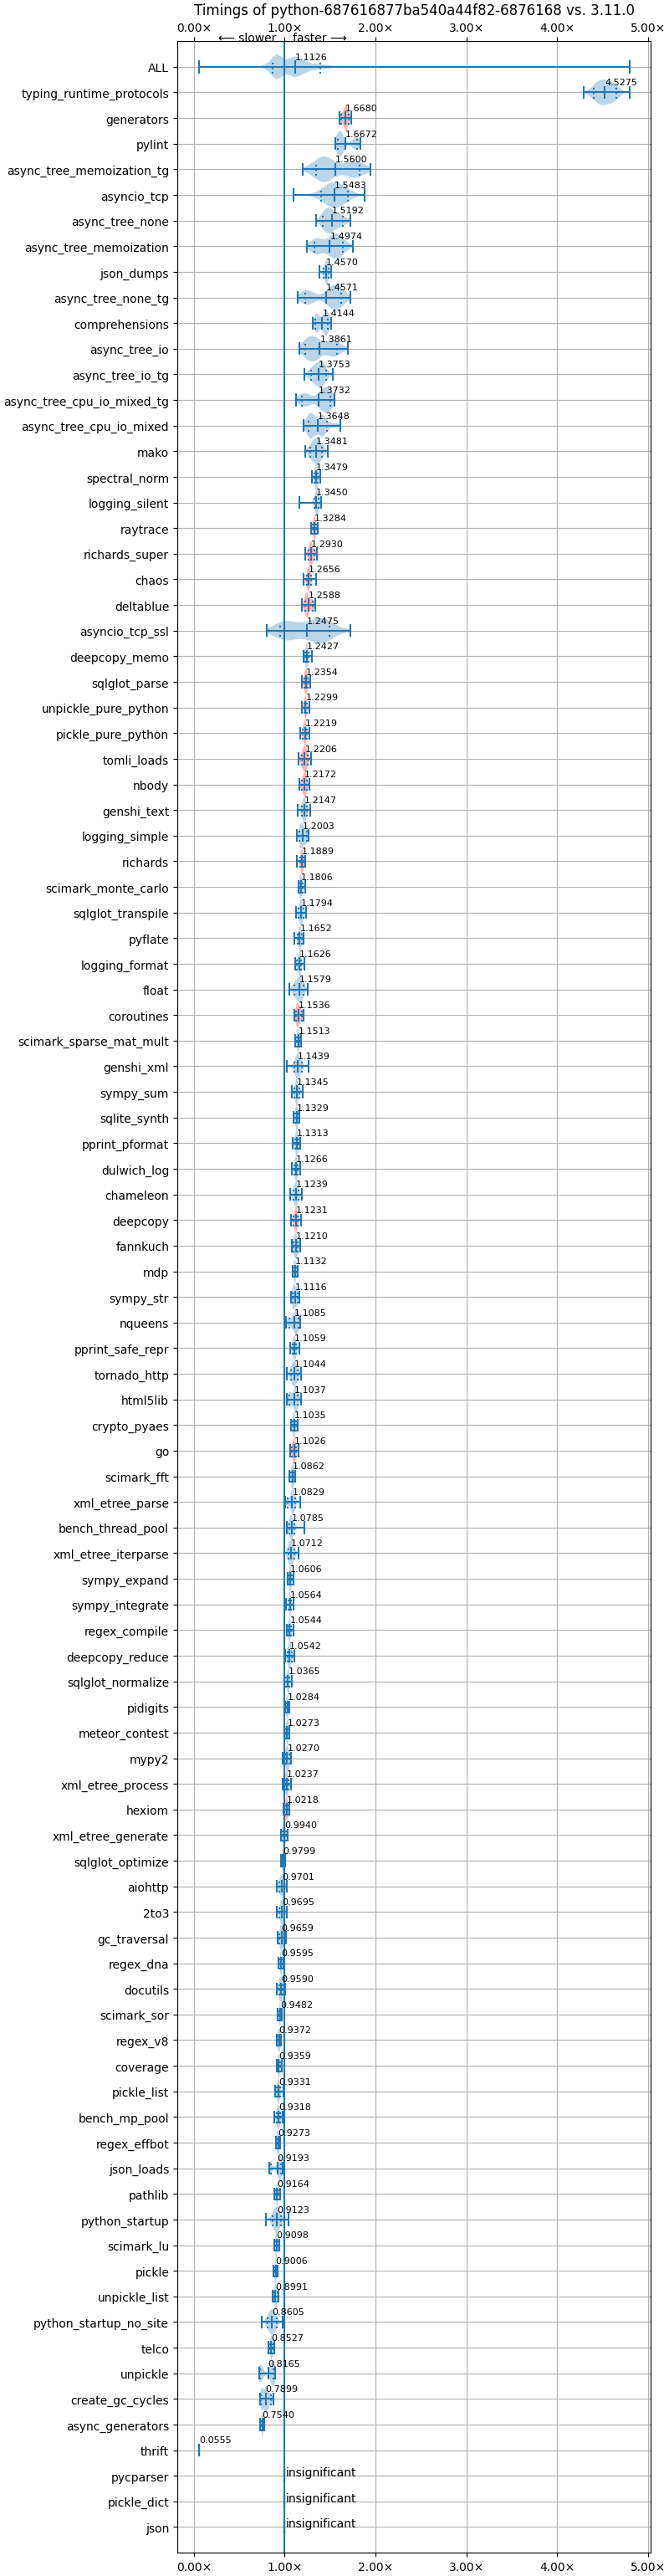 Timings of python-687616877ba540a44f82-6876168 vs. 3.11.0
0.00× 1.00× 2.00× 3.00× 4.00× 5.00×
⟵ slower faster ⟶
ALL 1.1126
typing_runtime_protocols 4.5275
generators 1.6680
pylint 1.6672
async_tree_memoization_tg 1.5600
asyncio_tcp 1.5483
async_tree_none 1.5192
async_tree_memoization 1.4974
json_dumps 1.4570
async_tree_none_tg 1.4571
comprehensions 1.4144
async_tree_io 1.3861
async_tree_io_tg 1.3753
async_tree_cpu_io_mixed_tg 1.3732
async_tree_cpu_io_mixed 1.3648
mako 1.3481
spectral_norm 1.3479
logging_silent 1.3450
raytrace 1.3284
richards_super 1.2930
chaos 1.2656
deltablue 1.2588
asyncio_tcp_ssl 1.2475
deepcopy_memo 1.2427
sqlglot_parse 1.2354
unpickle_pure_python 1.2299
pickle_pure_python 1.2219
tomli_loads 1.2206
nbody 1.2172
genshi_text 1.2147
logging_simple 1.2003
richards 1.1889
scimark_monte_carlo 1.1806
sqlglot_transpile 1.1794
pyflate 1.1652
logging_format 1.1626
float 1.1579
coroutines 1.1536
scimark_sparse_mat_mult 1.1513
genshi_xml 1.1439
sympy_sum 1.1345
sqlite_synth 1.1329
pprint_pformat 1.1313
dulwich_log 1.1266
chameleon 1.1239
deepcopy 1.1231
fannkuch 1.1210
mdp 1.1132
sympy_str 1.1116
nqueens 1.1085
pprint_safe_repr 1.1059
tornado_http 1.1044
html5lib 1.1037
crypto_pyaes 1.1035
go 1.1026
scimark_fft 1.0862
xml_etree_parse 1.0829
bench_thread_pool 1.0785
xml_etree_iterparse 1.0712
sympy_expand 1.0606
sympy_integrate 1.0564
regex_compile 1.0544
deepcopy_reduce 1.0542
sqlglot_normalize 1.0365
pidigits 1.0284
meteor_contest 1.0273
mypy2 1.0270
xml_etree_process 1.0237
hexiom 1.0218
xml_etree_generate 0.9940
sqlglot_optimize 0.9799
aiohttp 0.9701
2to3 0.9695
gc_traversal 0.9659
regex_dna 0.9595
docutils 0.9590
scimark_sor 0.9482
regex_v8 0.9372
coverage 0.9359
pickle_list 0.9331
bench_mp_pool 0.9318
regex_effbot 0.9273
json_loads 0.9193
pathlib 0.9164
python_startup 0.9123
scimark_lu 0.9098
pickle 0.9006
unpickle_list 0.8991
python_startup_no_site 0.8605
telco 0.8527
unpickle 0.8165
create_gc_cycles 0.7899
async_generators 0.7540
thrift 0.0555
pycparser insignificant
pickle_dict insignificant
json insignificant
0.00× 1.00× 2.00× 3.00× 4.00× 5.00×